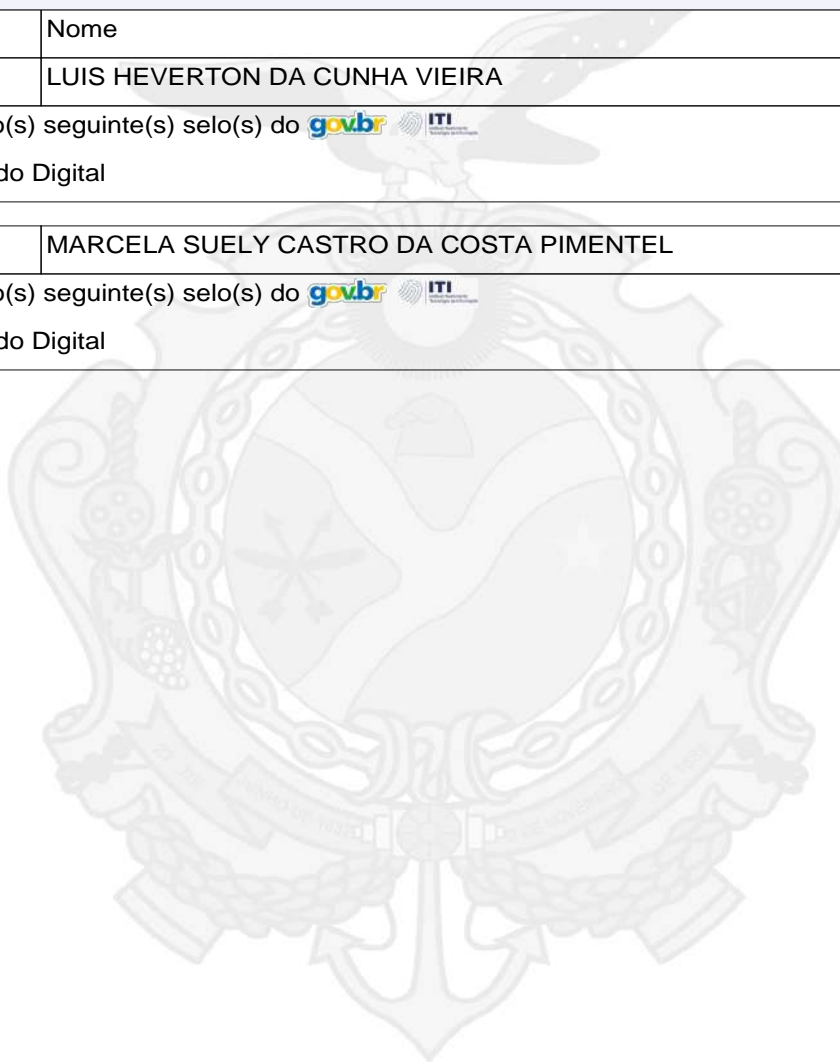 Nome
LUIS HEVERTON DA CUNHA VIEIRA
o(s) seguinte(s) selo(s) do gov.br ITI
do Digital
MARCELA SUELY CASTRO DA COSTA PIMENTEL
o(s) seguinte(s) selo(s) do gov.br ITI
do Digital